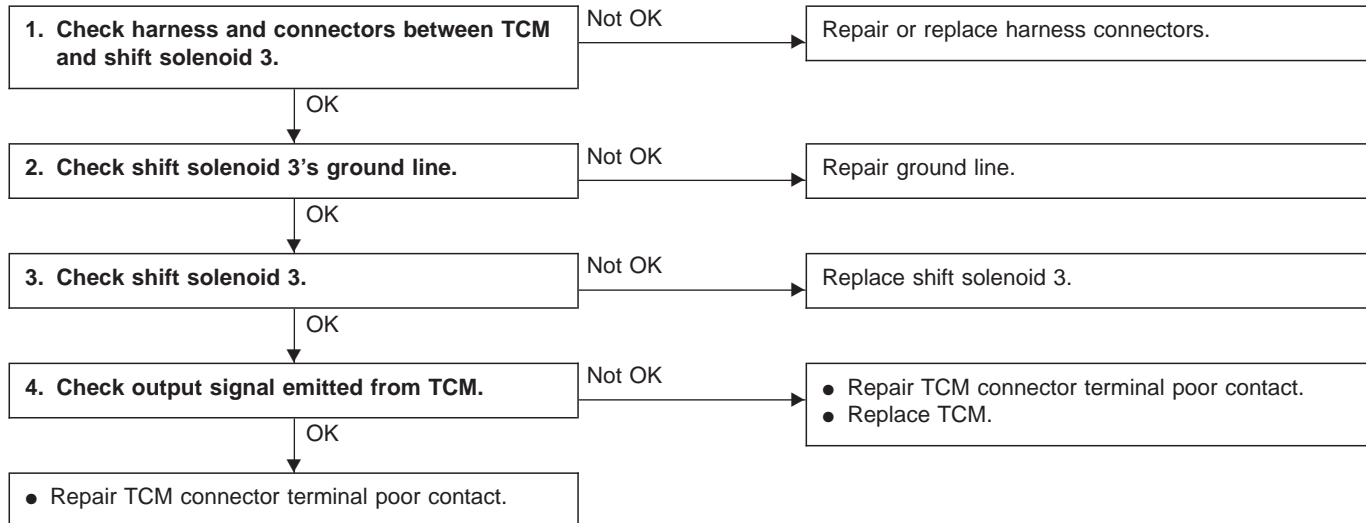 1. Check harness and connectors between TCM
and shift solenoid 3.
Not OK
Repair or replace harness connectors.
OK
2. Check shift solenoid 3's ground line.
Not OK
Repair ground line.
OK
3. Check shift solenoid 3.
Not OK
Replace shift solenoid 3.
OK
4. Check output signal emitted from TCM.
Not OK
● Repair TCM connector terminal poor contact.
● Replace TCM.
OK
● Repair TCM connector terminal poor contact.